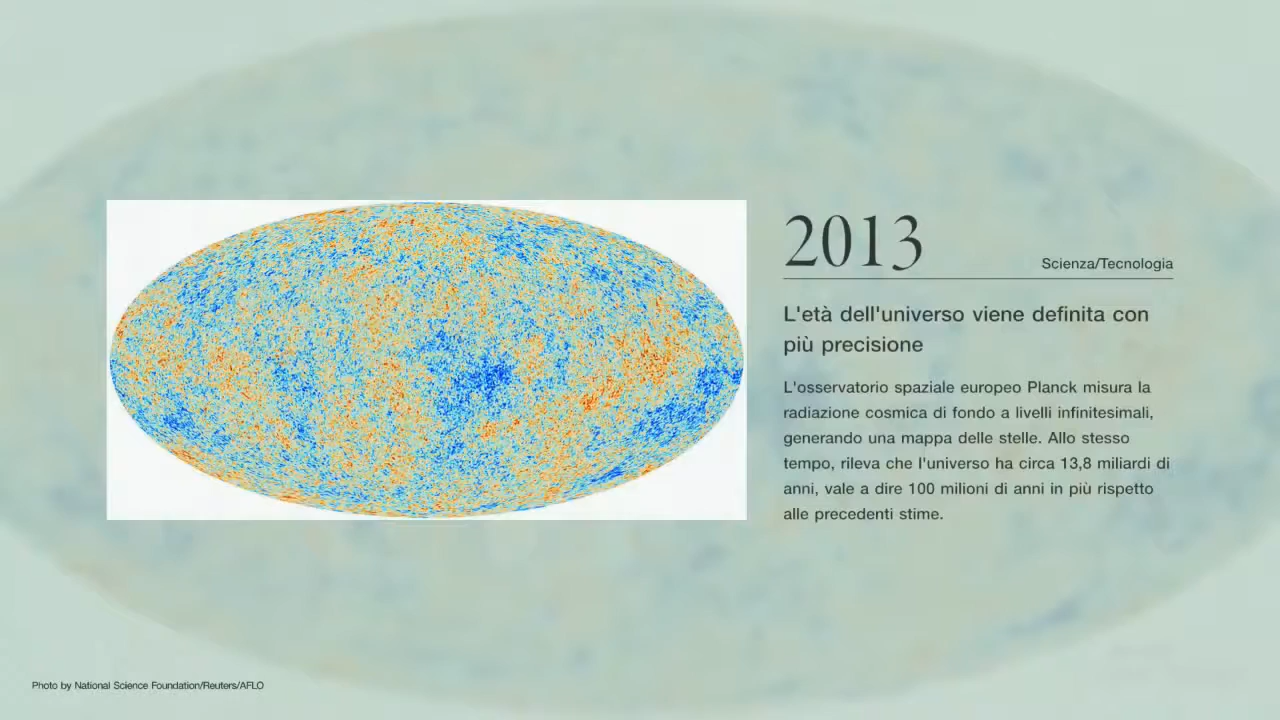 2013
Scienza/Tecnologia
L'età dell'universo viene definita con
più precisione
L'osservatorio spaziale europeo Planck misura la
radiazione cosmica di fondo a livelli infinitesimali,
generando una mappa delle stelle. Allo stesso
tempo, rileva che l'universo ha circa 13,8 miliardi di
anni, vale a dire 100 milioni di anni in più rispetto
alle precedenti stime.
Photo by National Science Foundation/Reuters/AFLO